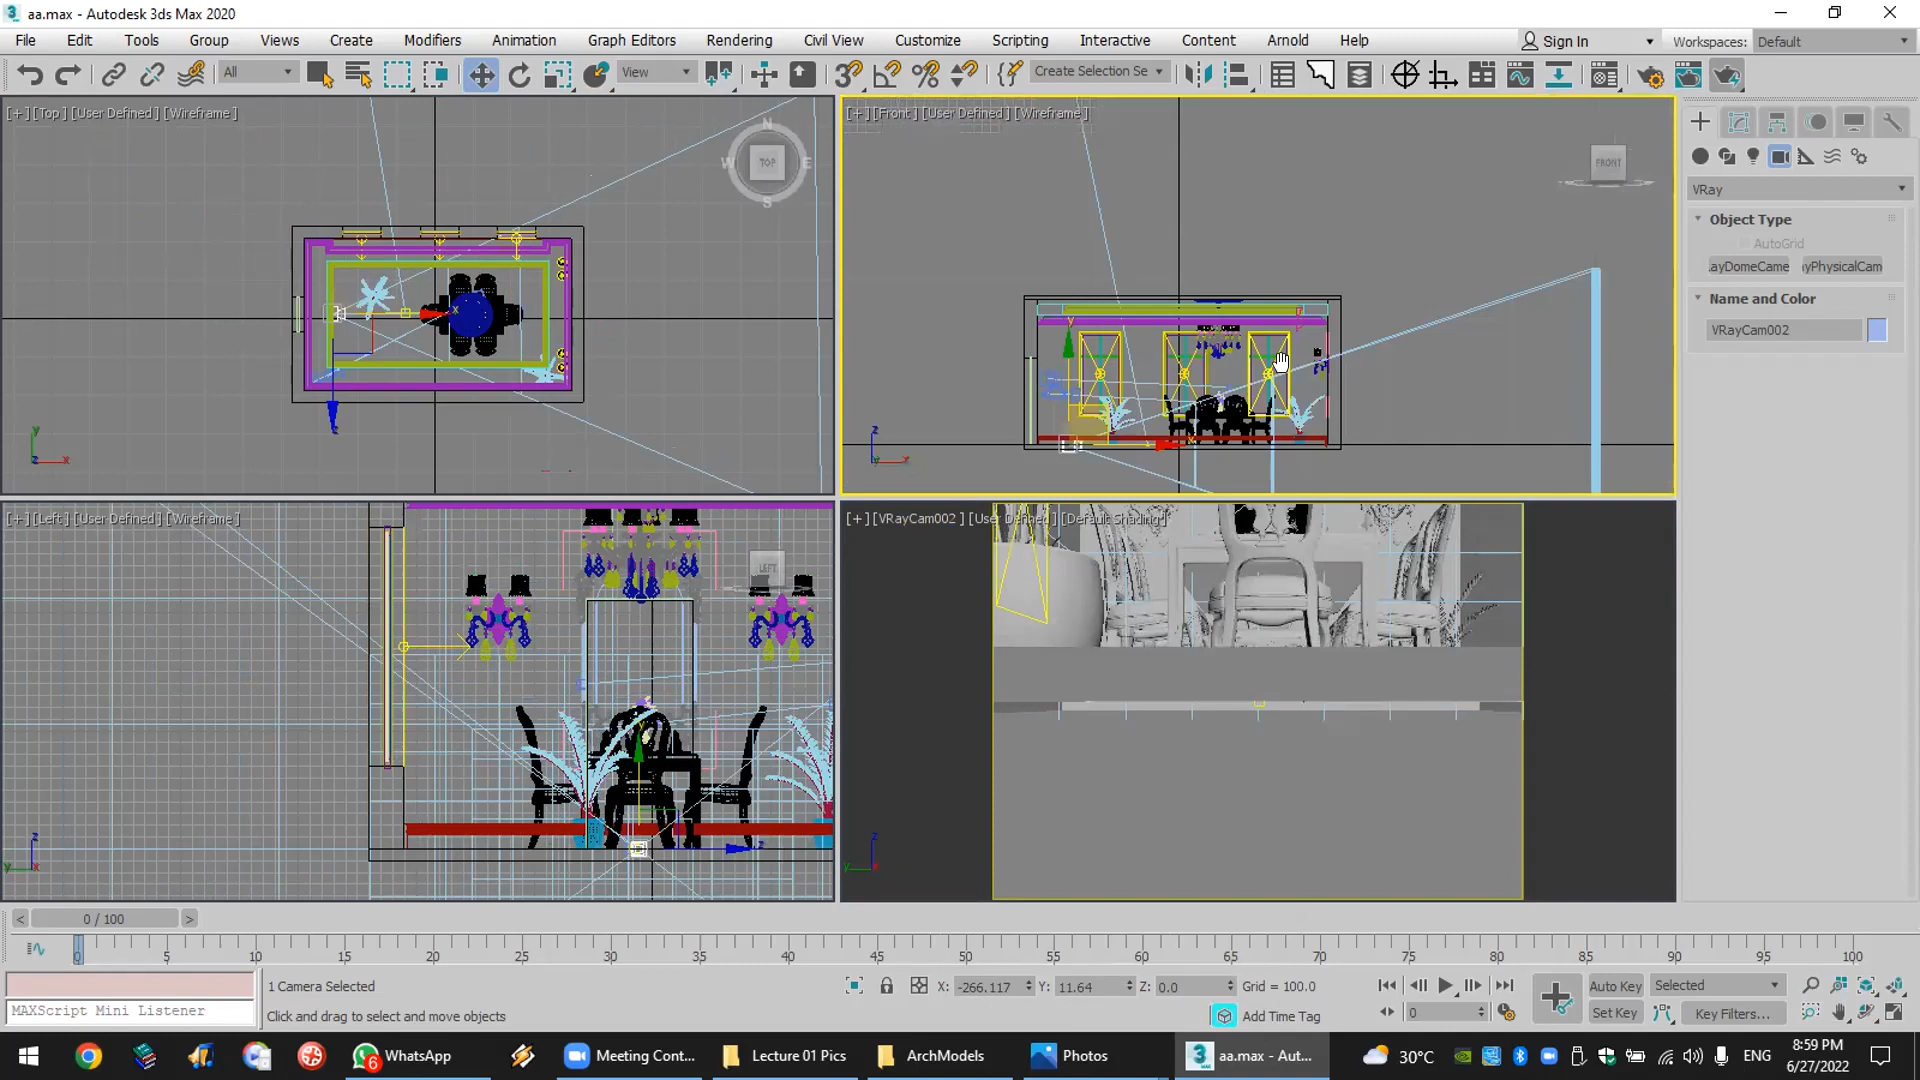 aa.max - Autodesk 3ds Max 2020
File Edit Tools Group Views Create Modifiers Animation Graph Editors Rendering Civil View Customize Scripting Interactive Content Arnold Help Sign In Workspaces: Default
All View Create Selection Se
[+] [Top] [User Defined] [Wireframe]
[+] [Front] [User Defined] [Wireframe]
N
W TOP E
S
FRONT
VRay
Object Type
AutoGrid
.ayDomeCame ıyPhysicalCam
Name and Color
VRayCam002
[+] [Left] [User Defined] [Wireframe]
[+] [VRayCam002] [User Defined] [Default Shading]
LEFT
< 0 / 100 >
0 5 10 15 20 25 30 35 40 45 50 55 60 65 70 75 80 85 90 95 100
1 Camera Selected
X: -266.117 Y: 11.64 Z: 0.0 Grid = 100.0
Auto Key Selected
MAXScript Mini Listener
Click and drag to select and move objects
Add Time Tag
0
Set Key Key Filters...
6 WhatsApp Meeting Cont... Lecture 01 Pics ArchModels Photos aa.max - Aut... 30°C ENG
8:59 PM
6/27/2022